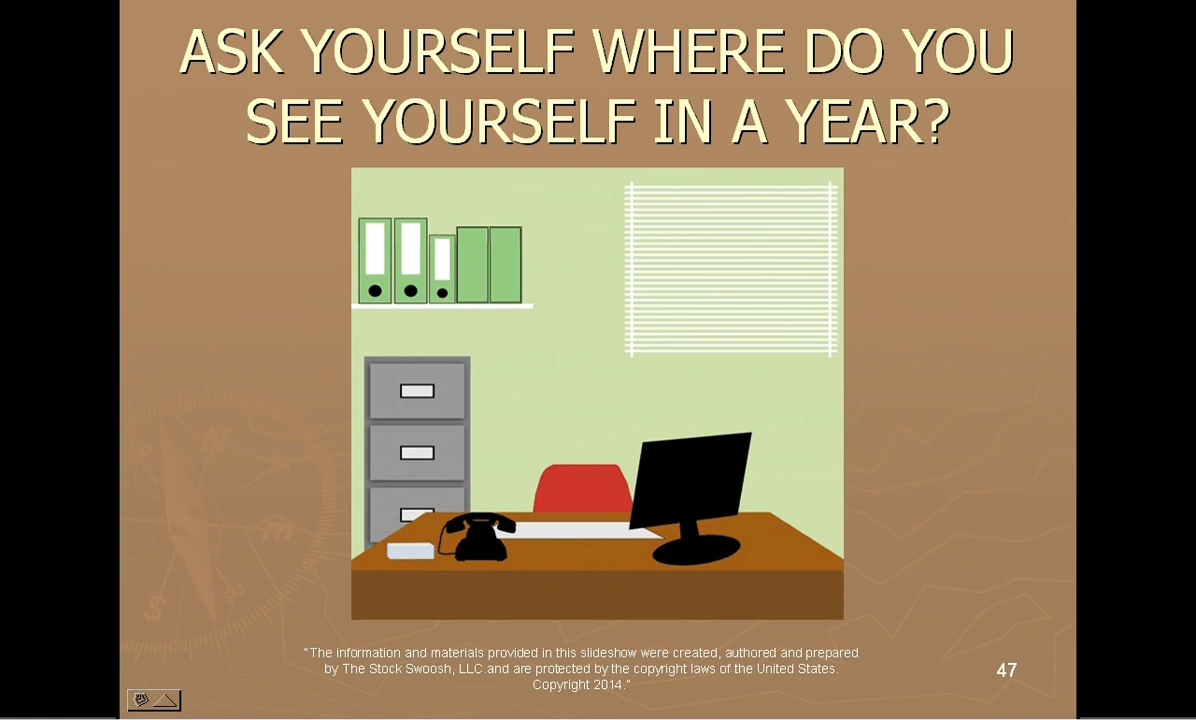 ASK YOURSELF WHERE DO YOU
SEE YOURSELF IN A YEAR?
"The information and materials provided in this slideshow were created, authored and prepared
by The Stock Swoosh, LLC.and are protected by the copyright laws of the United States.
Copyright 2014."
47